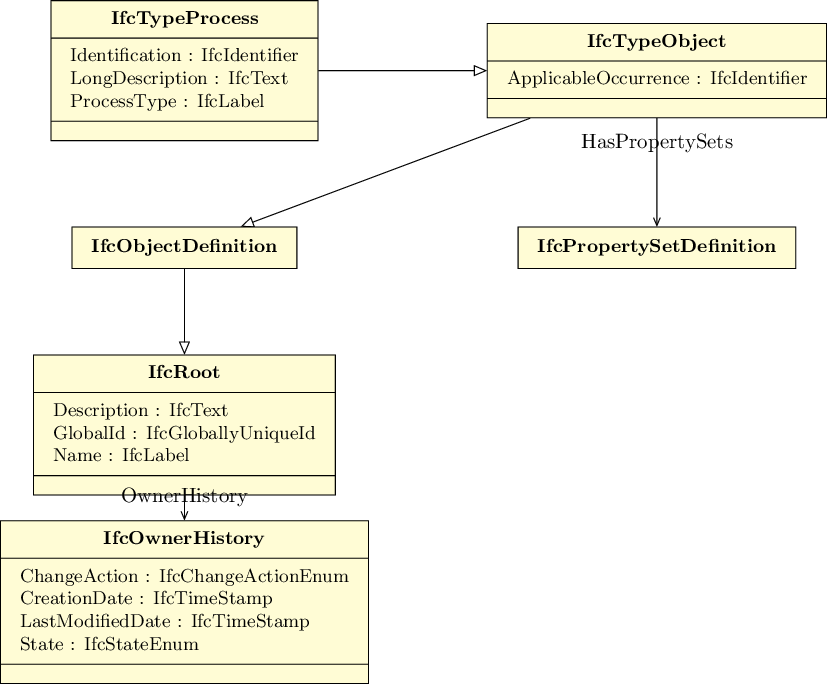 IfcTypeProcess
Identification : IfcIdentifier
LongDescription : IfcText
ProcessType : IfcLabel
IfcTypeObject
ApplicableOccurrence : IfcIdentifier
HasPropertySets
IfcObjectDefinition
IfcPropertySetDefinition
IfcRoot
Description : IfcText
GlobalId : IfcGloballyUniqueId
Name : IfcLabel
OwnerHistory
IfcOwnerHistory
ChangeAction : IfcChangeActionEnum
CreationDate : IfcTimeStamp
LastModifiedDate : IfcTimeStamp
State : IfcStateEnum